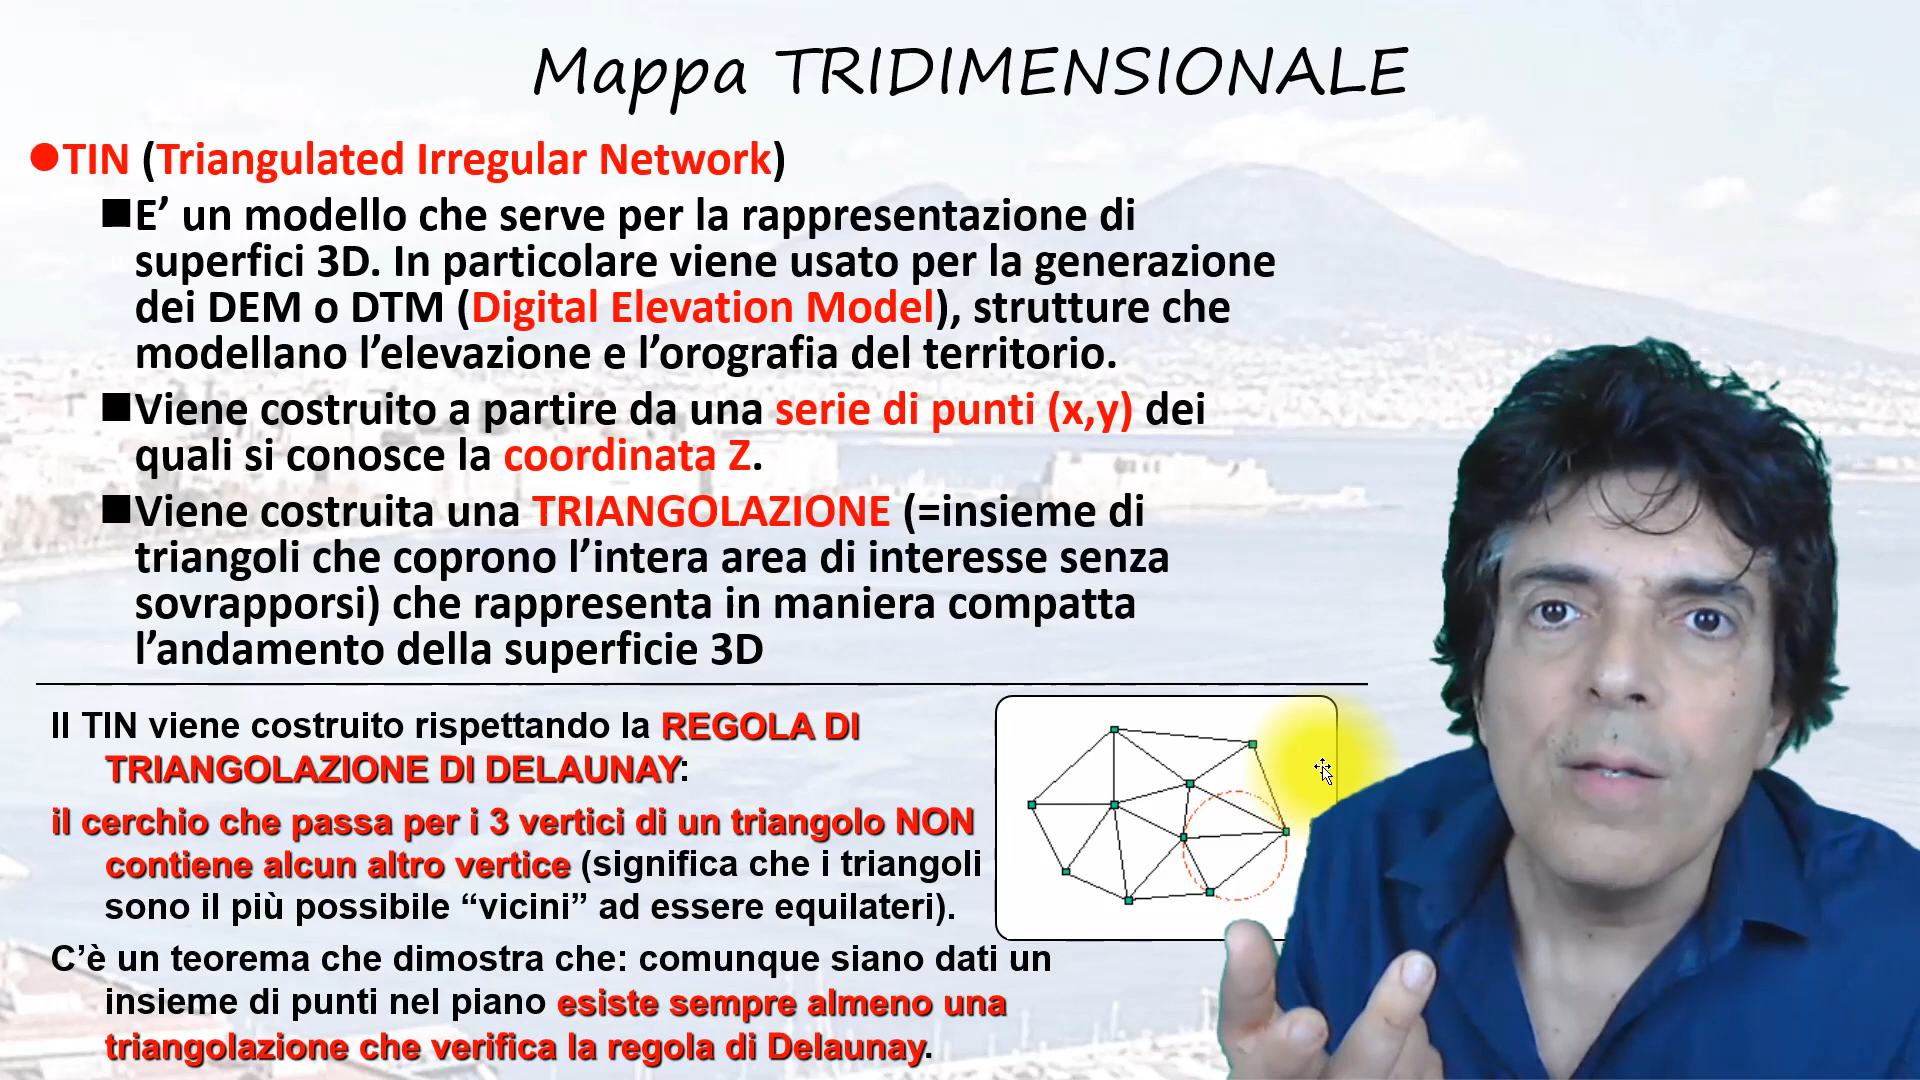 Mappa TRIDIMENSIONALE
TIN (Triangulated Irregular Network)
E’ un modello che serve per la rappresentazione di
superfici 3D. In particolare viene usato per la generazione
dei DEM o DTM (Digital Elevation Model), strutture che
modellano l’elevazione e l’orografia del territorio.
Viene costruito a partire da una serie di punti (x,y) dei
quali si conosce la coordinata Z.
Viene costruita una TRIANGOLAZIONE (=insieme di
triangoli che coprono l’intera area di interesse senza
sovrapporsi) che rappresenta in maniera compatta
l’andamento della superficie 3D
Il TIN viene costruito rispettando la REGOLA DI
TRIANGOLAZIONE DI DELAUNAY:
il cerchio che passa per i 3 vertici di un triangolo NON
contiene alcun altro vertice (significa che i triangoli
sono il più possibile “vicini” ad essere equilateri).
C’è un teorema che dimostra che: comunque siano dati un
insieme di punti nel piano esiste sempre almeno una
triangolazione che verifica la regola di Delaunay.